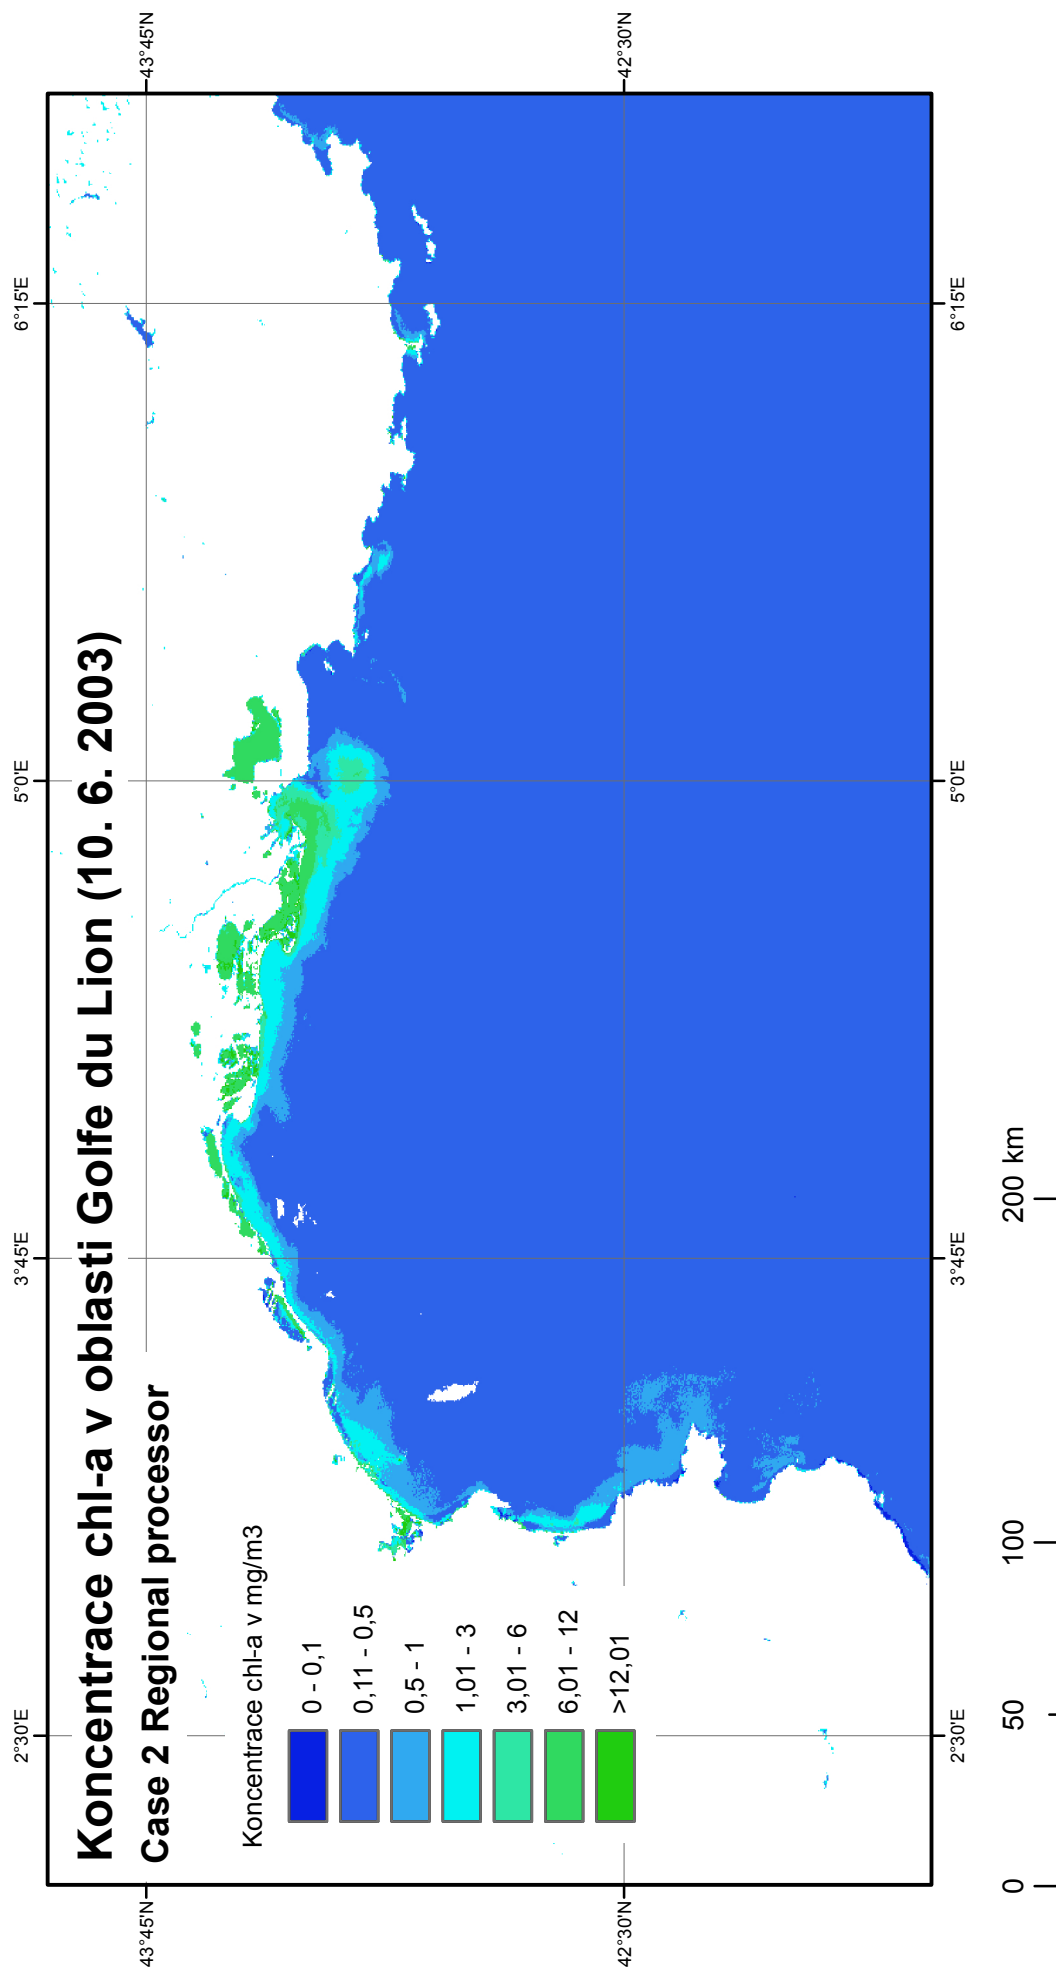 Koncentrace chl-a v oblasti Golfe du Lion (10. 6. 2003)
Case 2 Regional processor
Koncentrace chl-a v mg/m3
0 - 0,1
0,11 - 0,5
0,5 - 1
1,01 - 3
3,01 - 6
6,01 - 12
>12,01
2°30'E
3°45'E
5°0'E
6°15'E
43°45'N
43°45'N
42°30'N
42°30'N
2°30'E
3°45'E
5°0'E
6°15'E
0
50
100
200 km